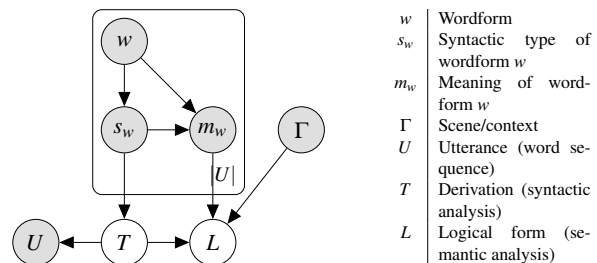 w
s_w
m_w
Γ
|U|
U
T
L
w Wordform
s_w Syntactic type of
wordform w
m_w Meaning of word-
form w
Γ Scene/context
U Utterance (word se-
quence)
T Derivation (syntactic
analysis)
L Logical form (se-
mantic analysis)